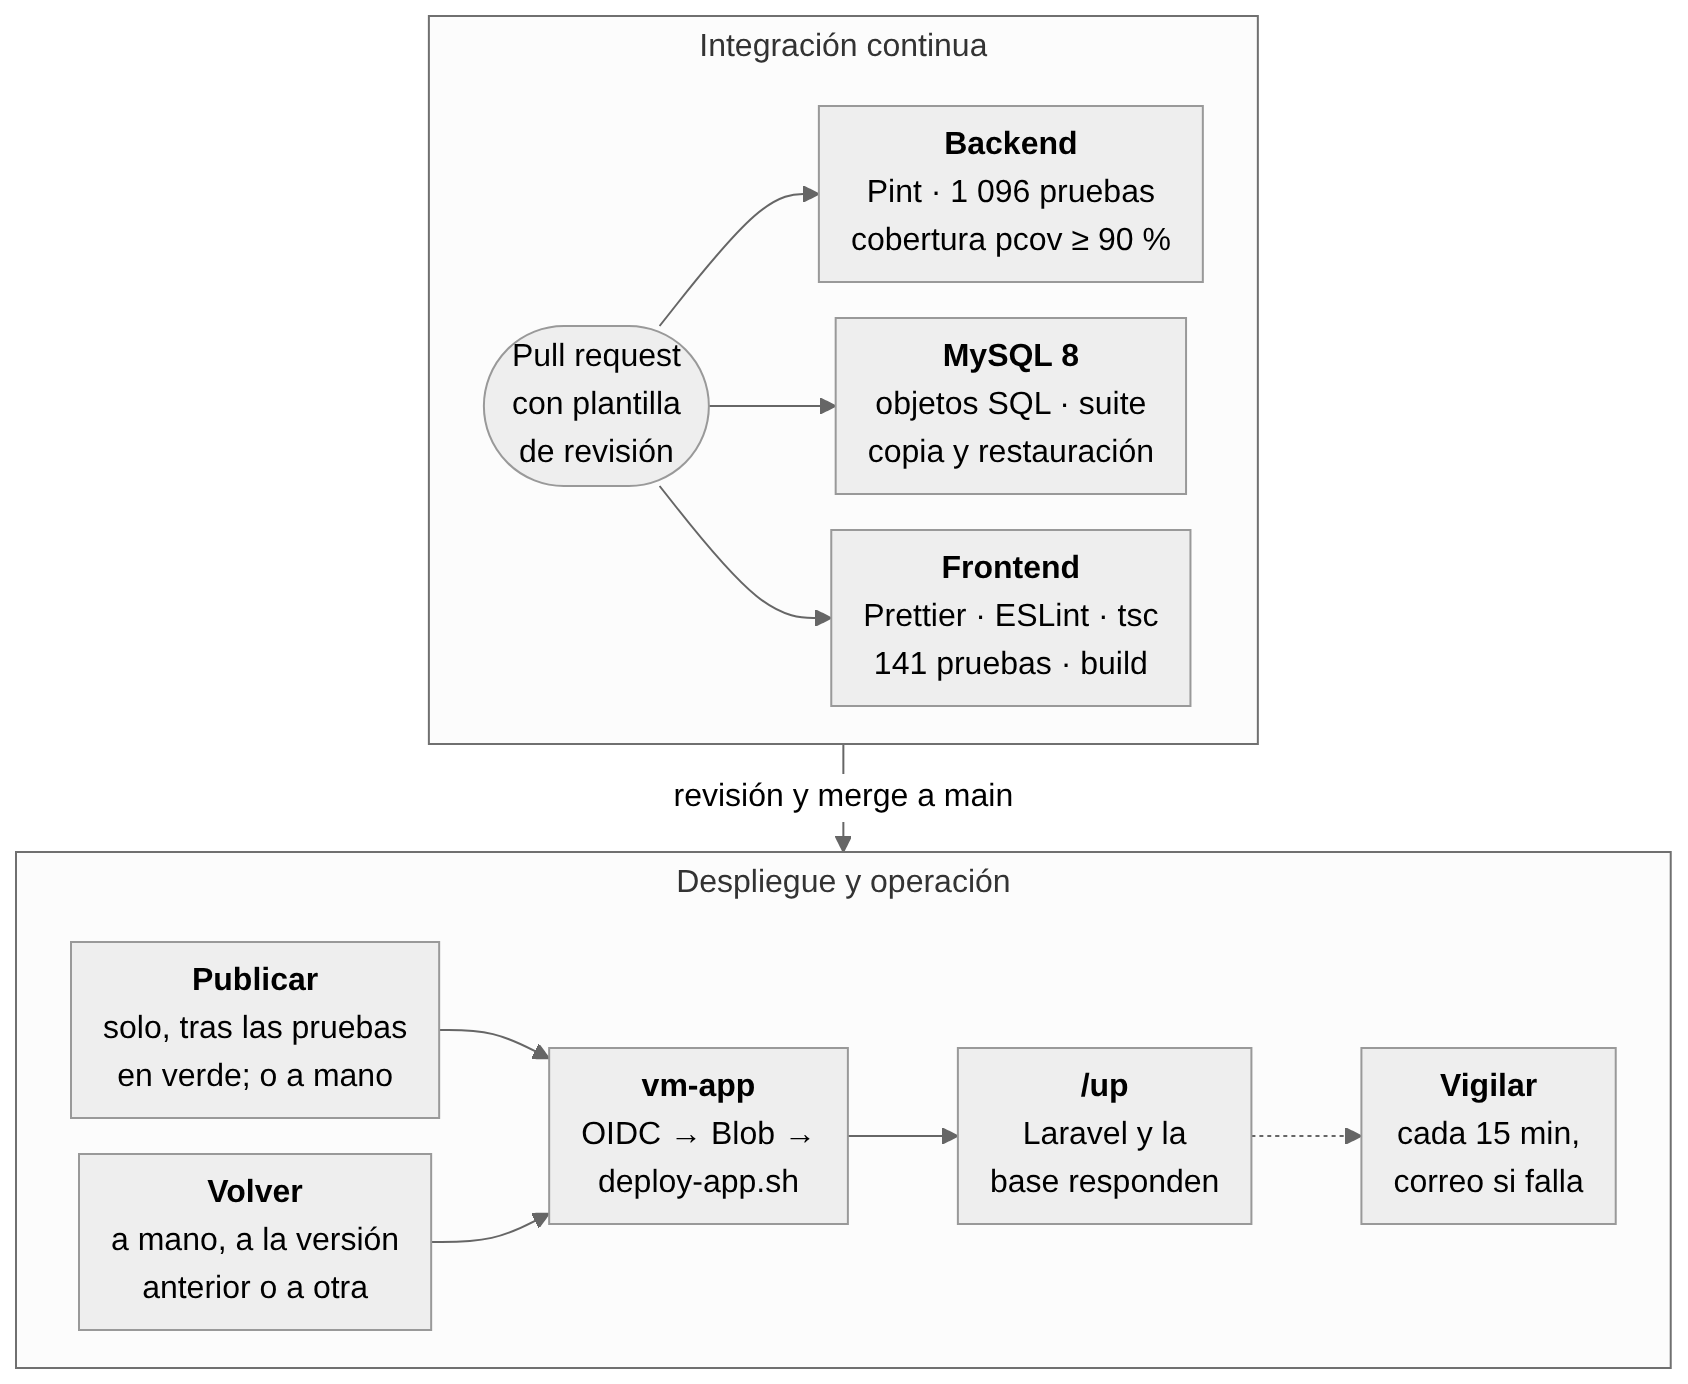 Integración continua
Backend
Pint · 1 096 pruebas
cobertura pcov ≥ 90 %
Pull request
con plantilla
de revisión
MySQL 8
objetos SQL · suite
copia y restauración
Frontend
Prettier · ESLint · tsc
141 pruebas · build
revisión y merge a main
Despliegue y operación
Publicar
solo, tras las pruebas
en verde; o a mano
Volver
a mano, a la versión
anterior o a otra
vm-app
OIDC → Blob →
deploy-app.sh
/up
Laravel y la
base responden
Vigilar
cada 15 min,
correo si falla